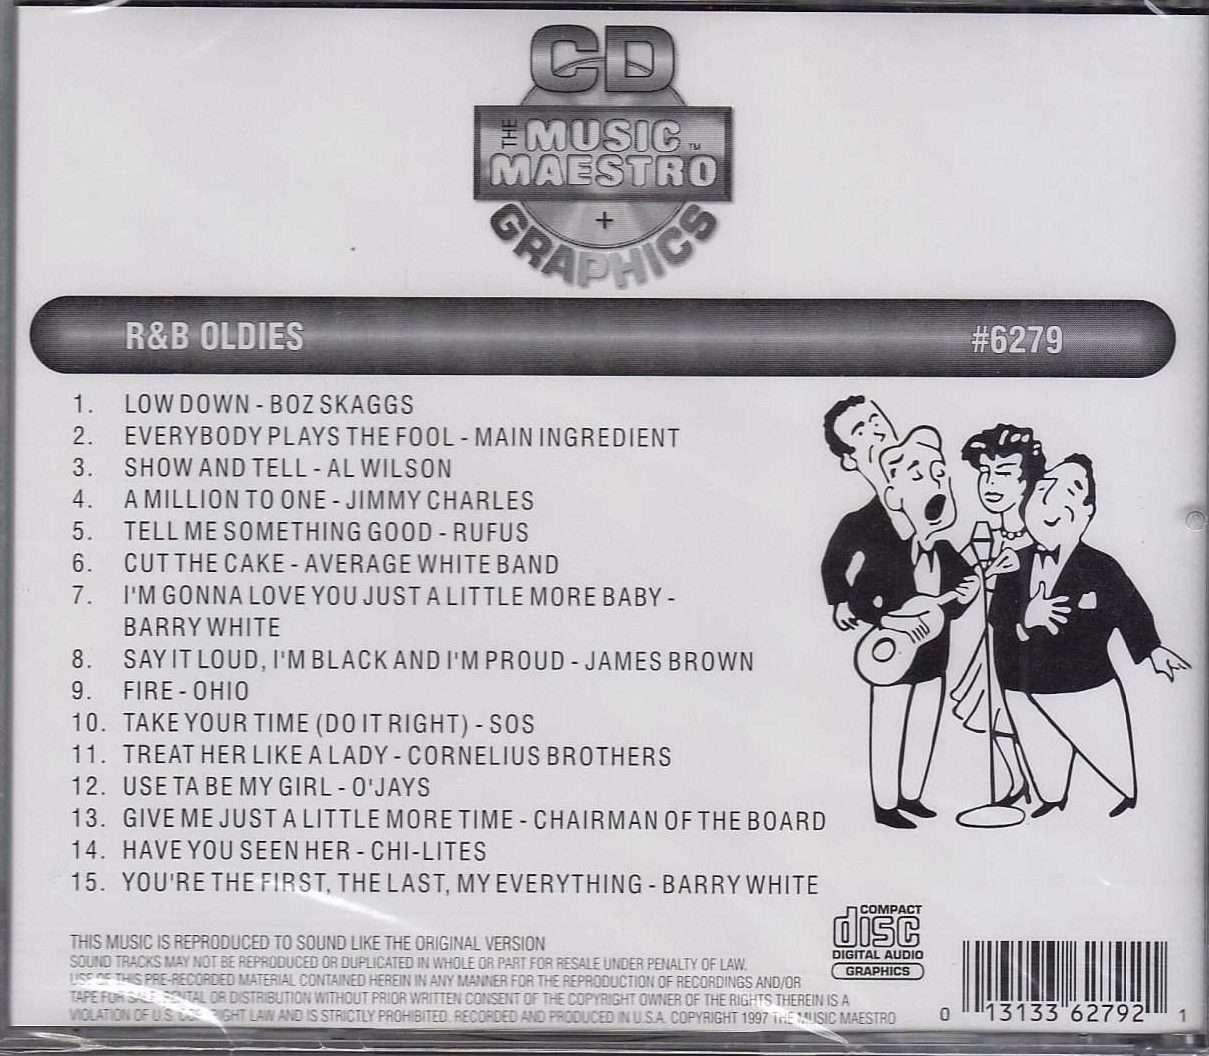 CD
THE MUSIC™
MAESTRO
+
GRAPHICS
R&B OLDIES #6279
1. LOW DOWN - BOZ SKAGGS
2. EVERYBODY PLAYS THE FOOL - MAIN INGREDIENT
3. SHOW AND TELL - AL WILSON
4. A MILLION TO ONE - JIMMY CHARLES
5. TELL ME SOMETHING GOOD - RUFUS
6. CUT THE CAKE - AVERAGE WHITE BAND
7. I'M GONNA LOVE YOU JUST A LITTLE MORE BABY -
BARRY WHITE
8. SAY IT LOUD, I'M BLACK AND I'M PROUD - JAMES BROWN
9. FIRE - OHIO
10. TAKE YOUR TIME (DO IT RIGHT) - SOS
11. TREAT HER LIKE A LADY - CORNELIUS BROTHERS
12. USE TA BE MY GIRL - O'JAYS
13. GIVE ME JUST A LITTLE MORE TIME - CHAIRMAN OF THE BOARD
14. HAVE YOU SEEN HER - CHI-LITES
15. YOU'RE THE FIRST, THE LAST, MY EVERYTHING - BARRY WHITE
THIS MUSIC IS REPRODUCED TO SOUND LIKE THE ORIGINAL VERSION
SOUND TRACKS MAY NOT BE REPRODUCED OR DUPLICATED IN WHOLE OR PART FOR RESALE UNDER PENALTY OF LAW.
USE OF THIS PRE-RECORDED MATERIAL CONTAINED HEREIN IN ANY MANNER FOR THE REPRODUCTION OF RECORDINGS AND/OR
TAPE FOR SALE, RENTAL OR DISTRIBUTION WITHOUT PRIOR WRITTEN CONSENT OF THE COPYRIGHT OWNER OF THE RIGHTS THEREIN IS A
VIOLATION OF U.S. COPYRIGHT LAW AND IS STRICTLY PROHIBITED. RECORDED AND PRODUCED IN U.S.A. COPYRIGHT 1997 THE MUSIC MAESTRO
COMPACT
disc
DIGITAL AUDIO
GRAPHICS
0 13133 62792 1